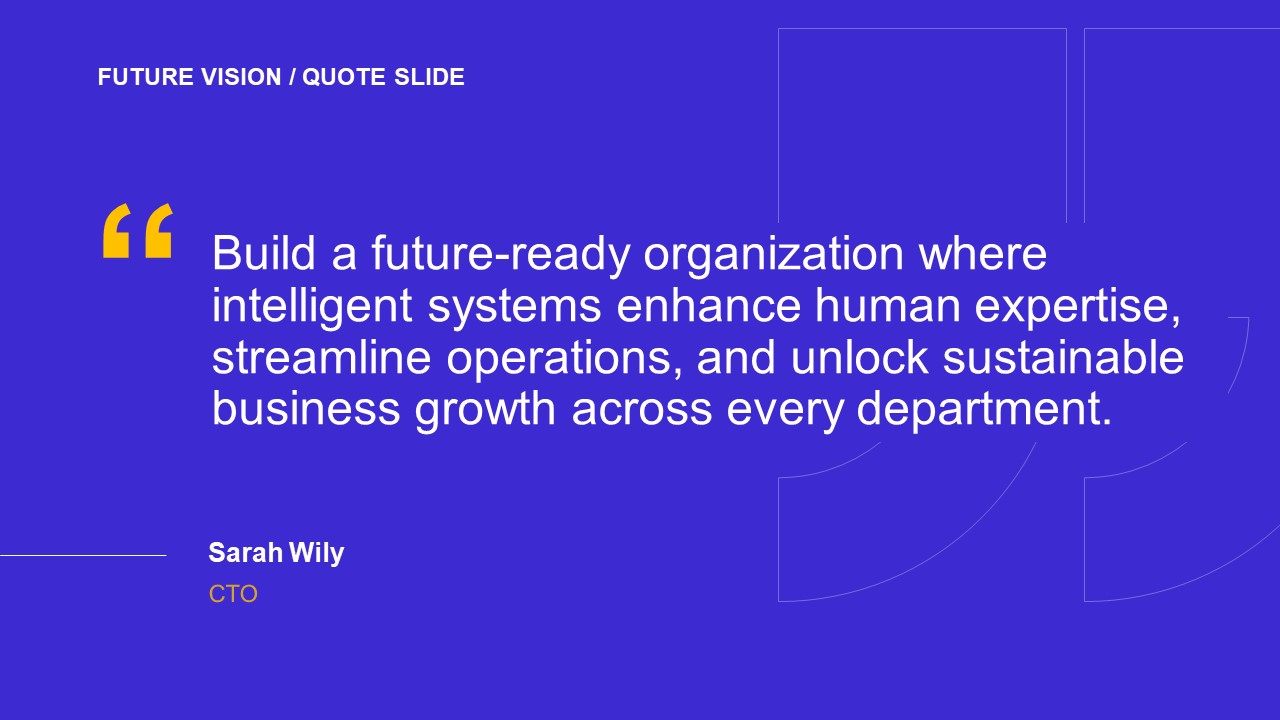 FUTURE VISION / QUOTE SLIDE
“
Build a future-ready organization where
intelligent systems enhance human expertise,
streamline operations, and unlock sustainable
business growth across every department.
Sarah Wily
CTO